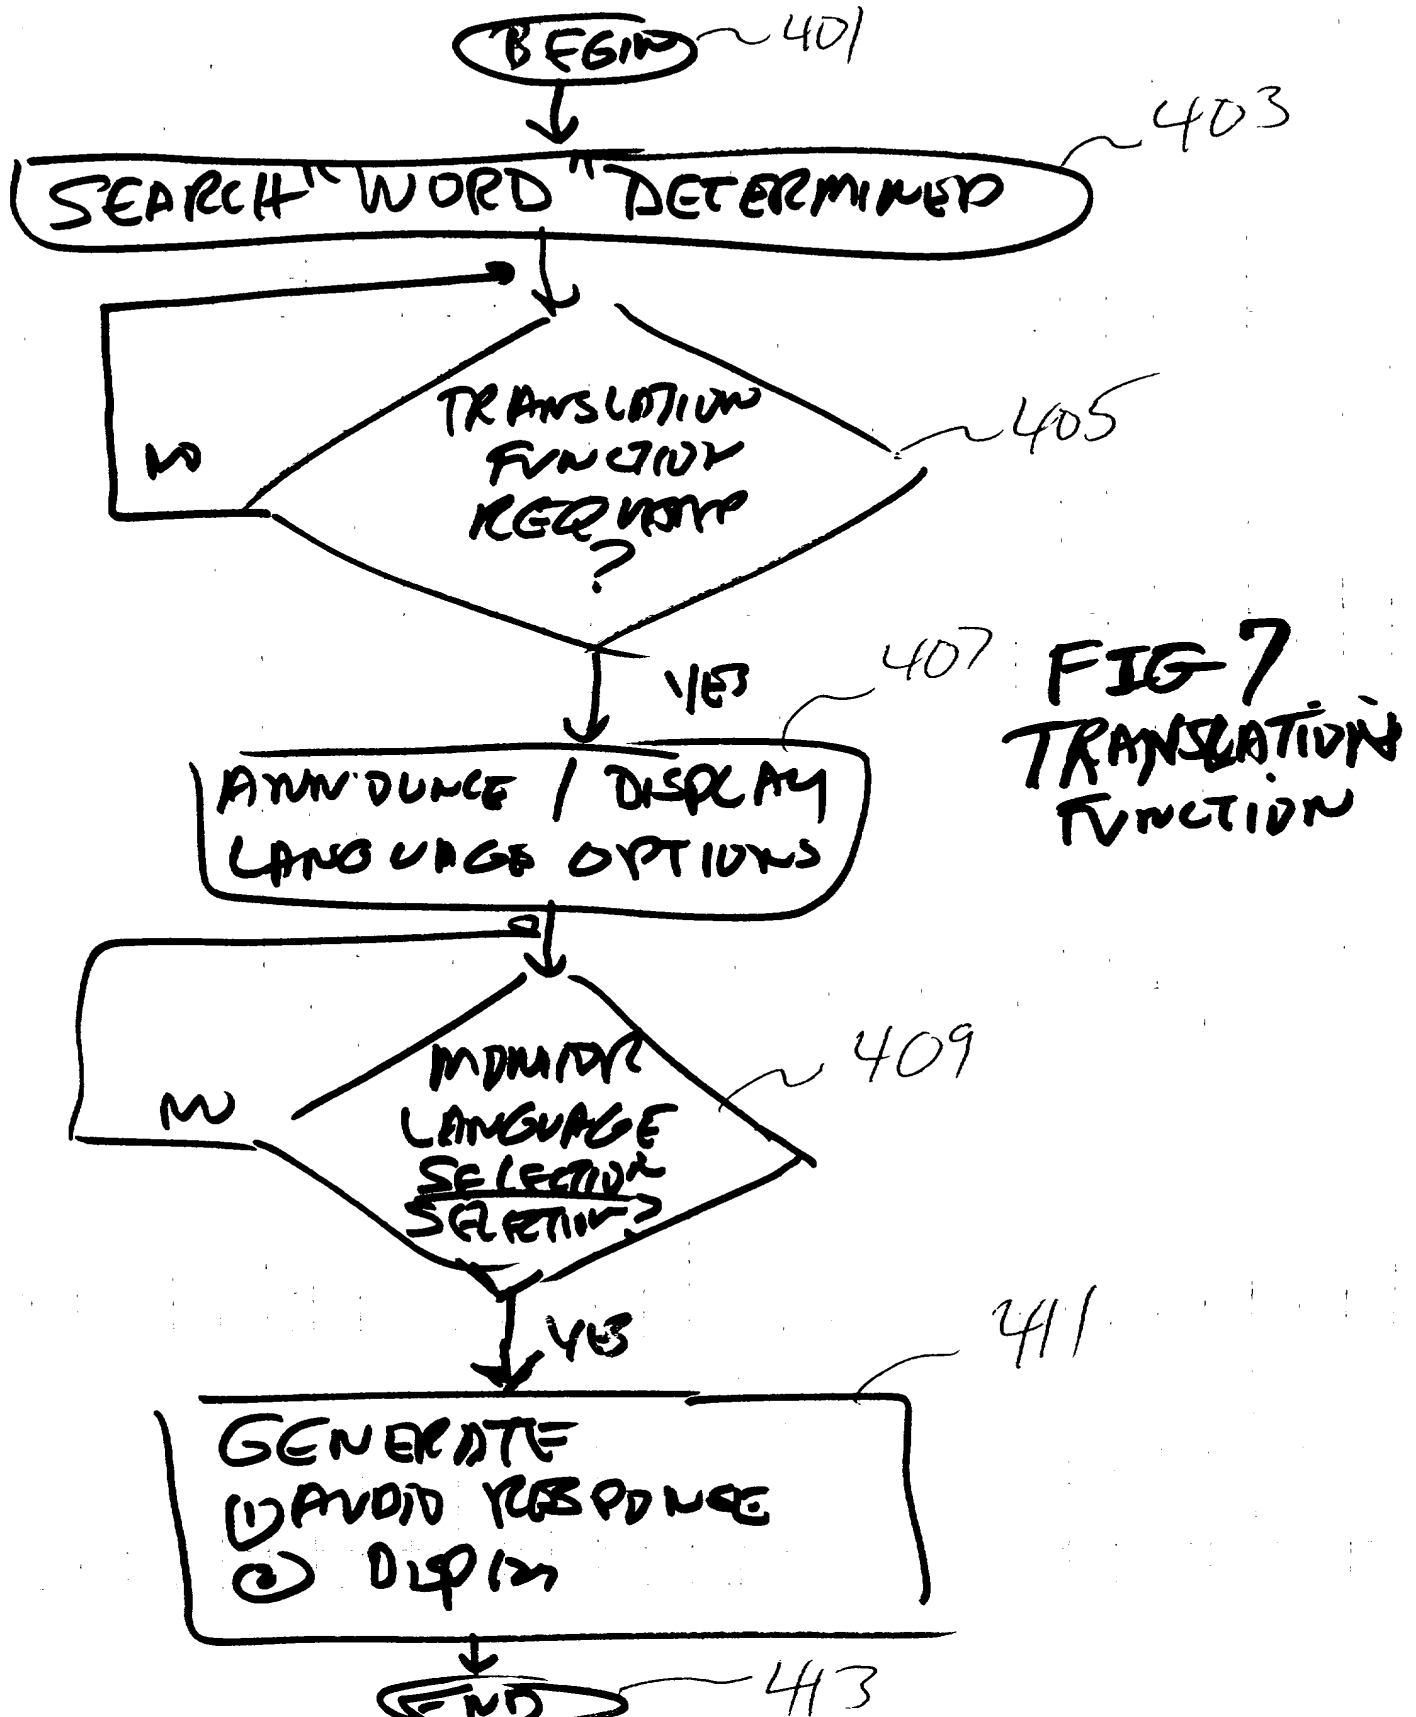 BEGIN 401
403
SEARCH "WORD" DETERMINED
TRANSLATION
FUNCTION
405
NO
?
YES
407
FIG 7
TRANSLATION
FUNCTION
ANNOUNCE / DISPLAY
LANGUAGE OPTIONS
MONITOR
409
NO
LANGUAGE
SELECTION
SELECTION?
YES
411
GENERATE
① AUDIO RESPONSE
② DISPLAY
END 413